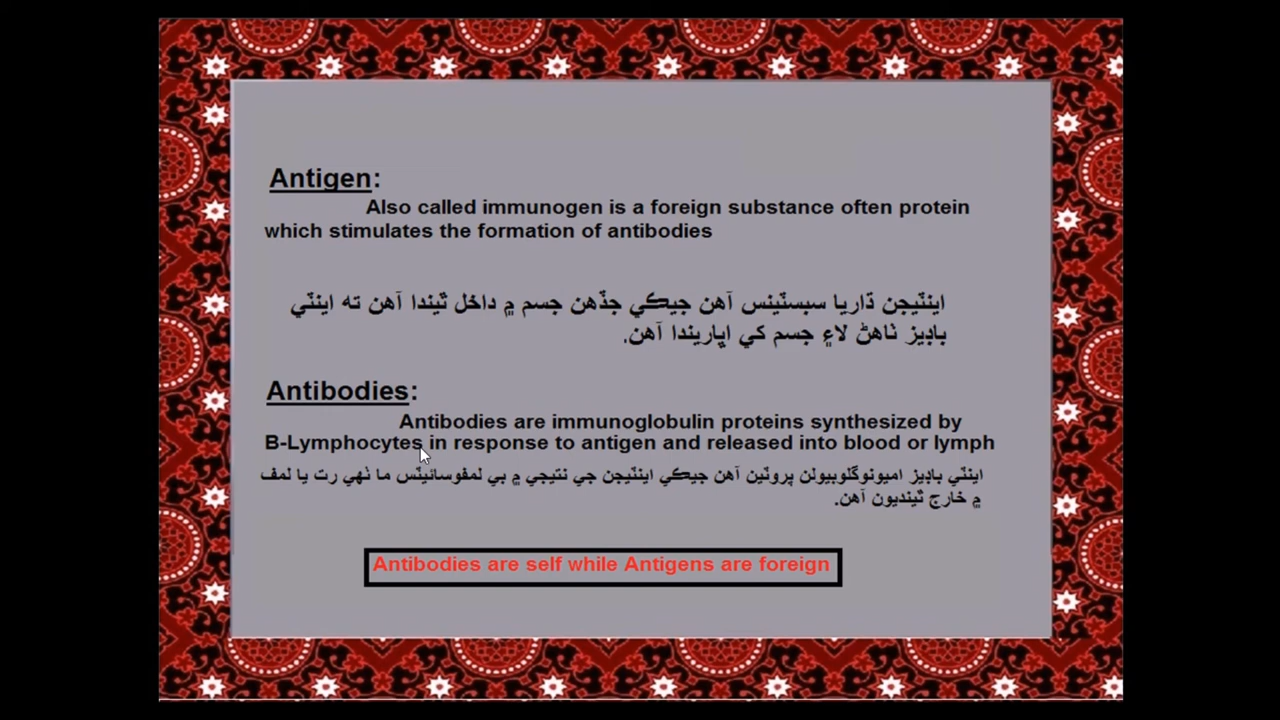 Antigen:
Also called immunogen is a foreign substance often protein
which stimulates the formation of antibodies
اينٽيجن ڌاريا سبسٽينس آهن جيڪي جڏهن جسم ۾ داخل ٿيندا آهن ته اينٽي
باڊيز ٺاهڻ لاءِ جسم کي اڀاريندا آهن.
Antibodies:
Antibodies are immunoglobulin proteins synthesized by
B-Lymphocytes in response to antigen and released into blood or lymph
اينٽي باڊيز اميونوگلوبيولن پروٽين آهن جيڪي اينٽيجن جي نتيجي ۾ بي لمفوسائيٽس ما ٺهي رت يا لمف
۾ خارج ٿينديون آهن.
Antibodies are self while Antigens are foreign